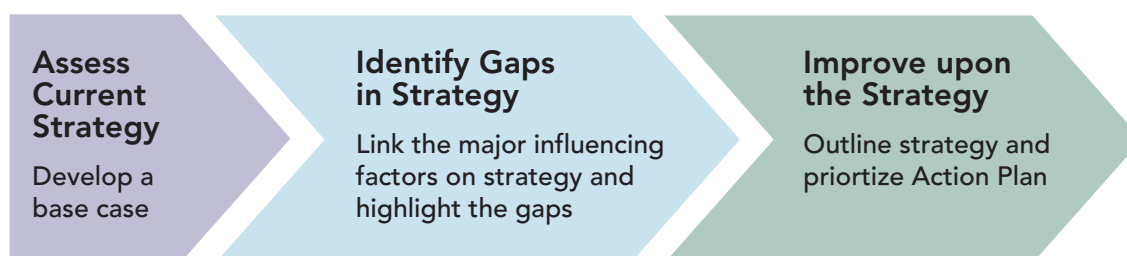 Assess
Current
Strategy
Develop a
base case
Identify Gaps
in Strategy
Link the major influencing
factors on strategy and
highlight the gaps
Improve upon
the Strategy
Outline strategy and
priortize Action Plan